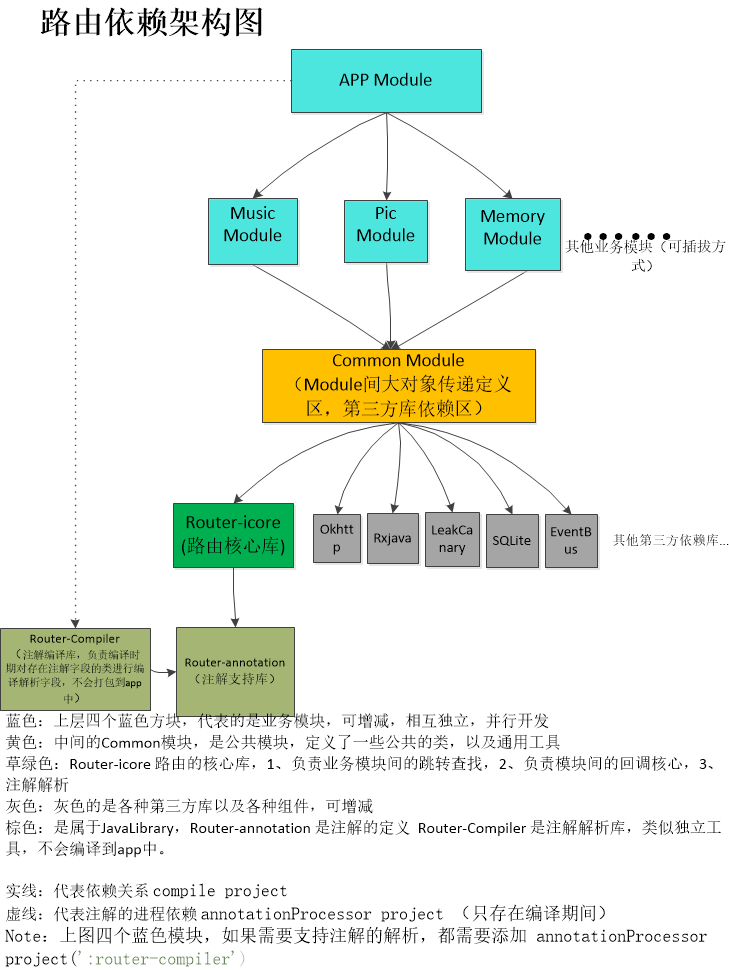 路由依赖架构图
APP Module
Music
Module
Pic
Module
Memory
Module
其他业务模块（可插拔方
式）
Common Module
（Module间大对象传递定义
区，第三方库依赖区）
Router-icore
(路由核心库)
Okhtt
p
Rxjava
LeakCa
nary
SQLite
EventB
us
其他第三方依赖库...
Router-Compiler
（注解编译库，负责编译时
期对存在注解字段的类进行编
译解析字段，不会打包到app
中）
Router-annotation
（注解支持库）
蓝色：上层四个蓝色方块，代表的是业务模块，可增减，相互独立，并行开发
黄色：中间的Common模块，是公共模块，定义了一些公共的类，以及通用工具
草绿色：Router-icore 路由的核心库，1、负责业务模块间的跳转查找，2、负责模块间的回调核心，3、
注解解析
灰色：灰色的是各种第三方库以及各种组件，可增减
棕色：是属于JavaLibrary，Router-annotation 是注解的定义 Router-Compiler 是注解解析库，类似独立工
具，不会编译到app中。
实线：代表依赖关系 compile project
虚线：代表注解的进程依赖 annotationProcessor project （只存在编译期间）
Note：上图四个蓝色模块，如果需要支持注解的解析，都需要添加 annotationProcessor
project(':router-compiler')